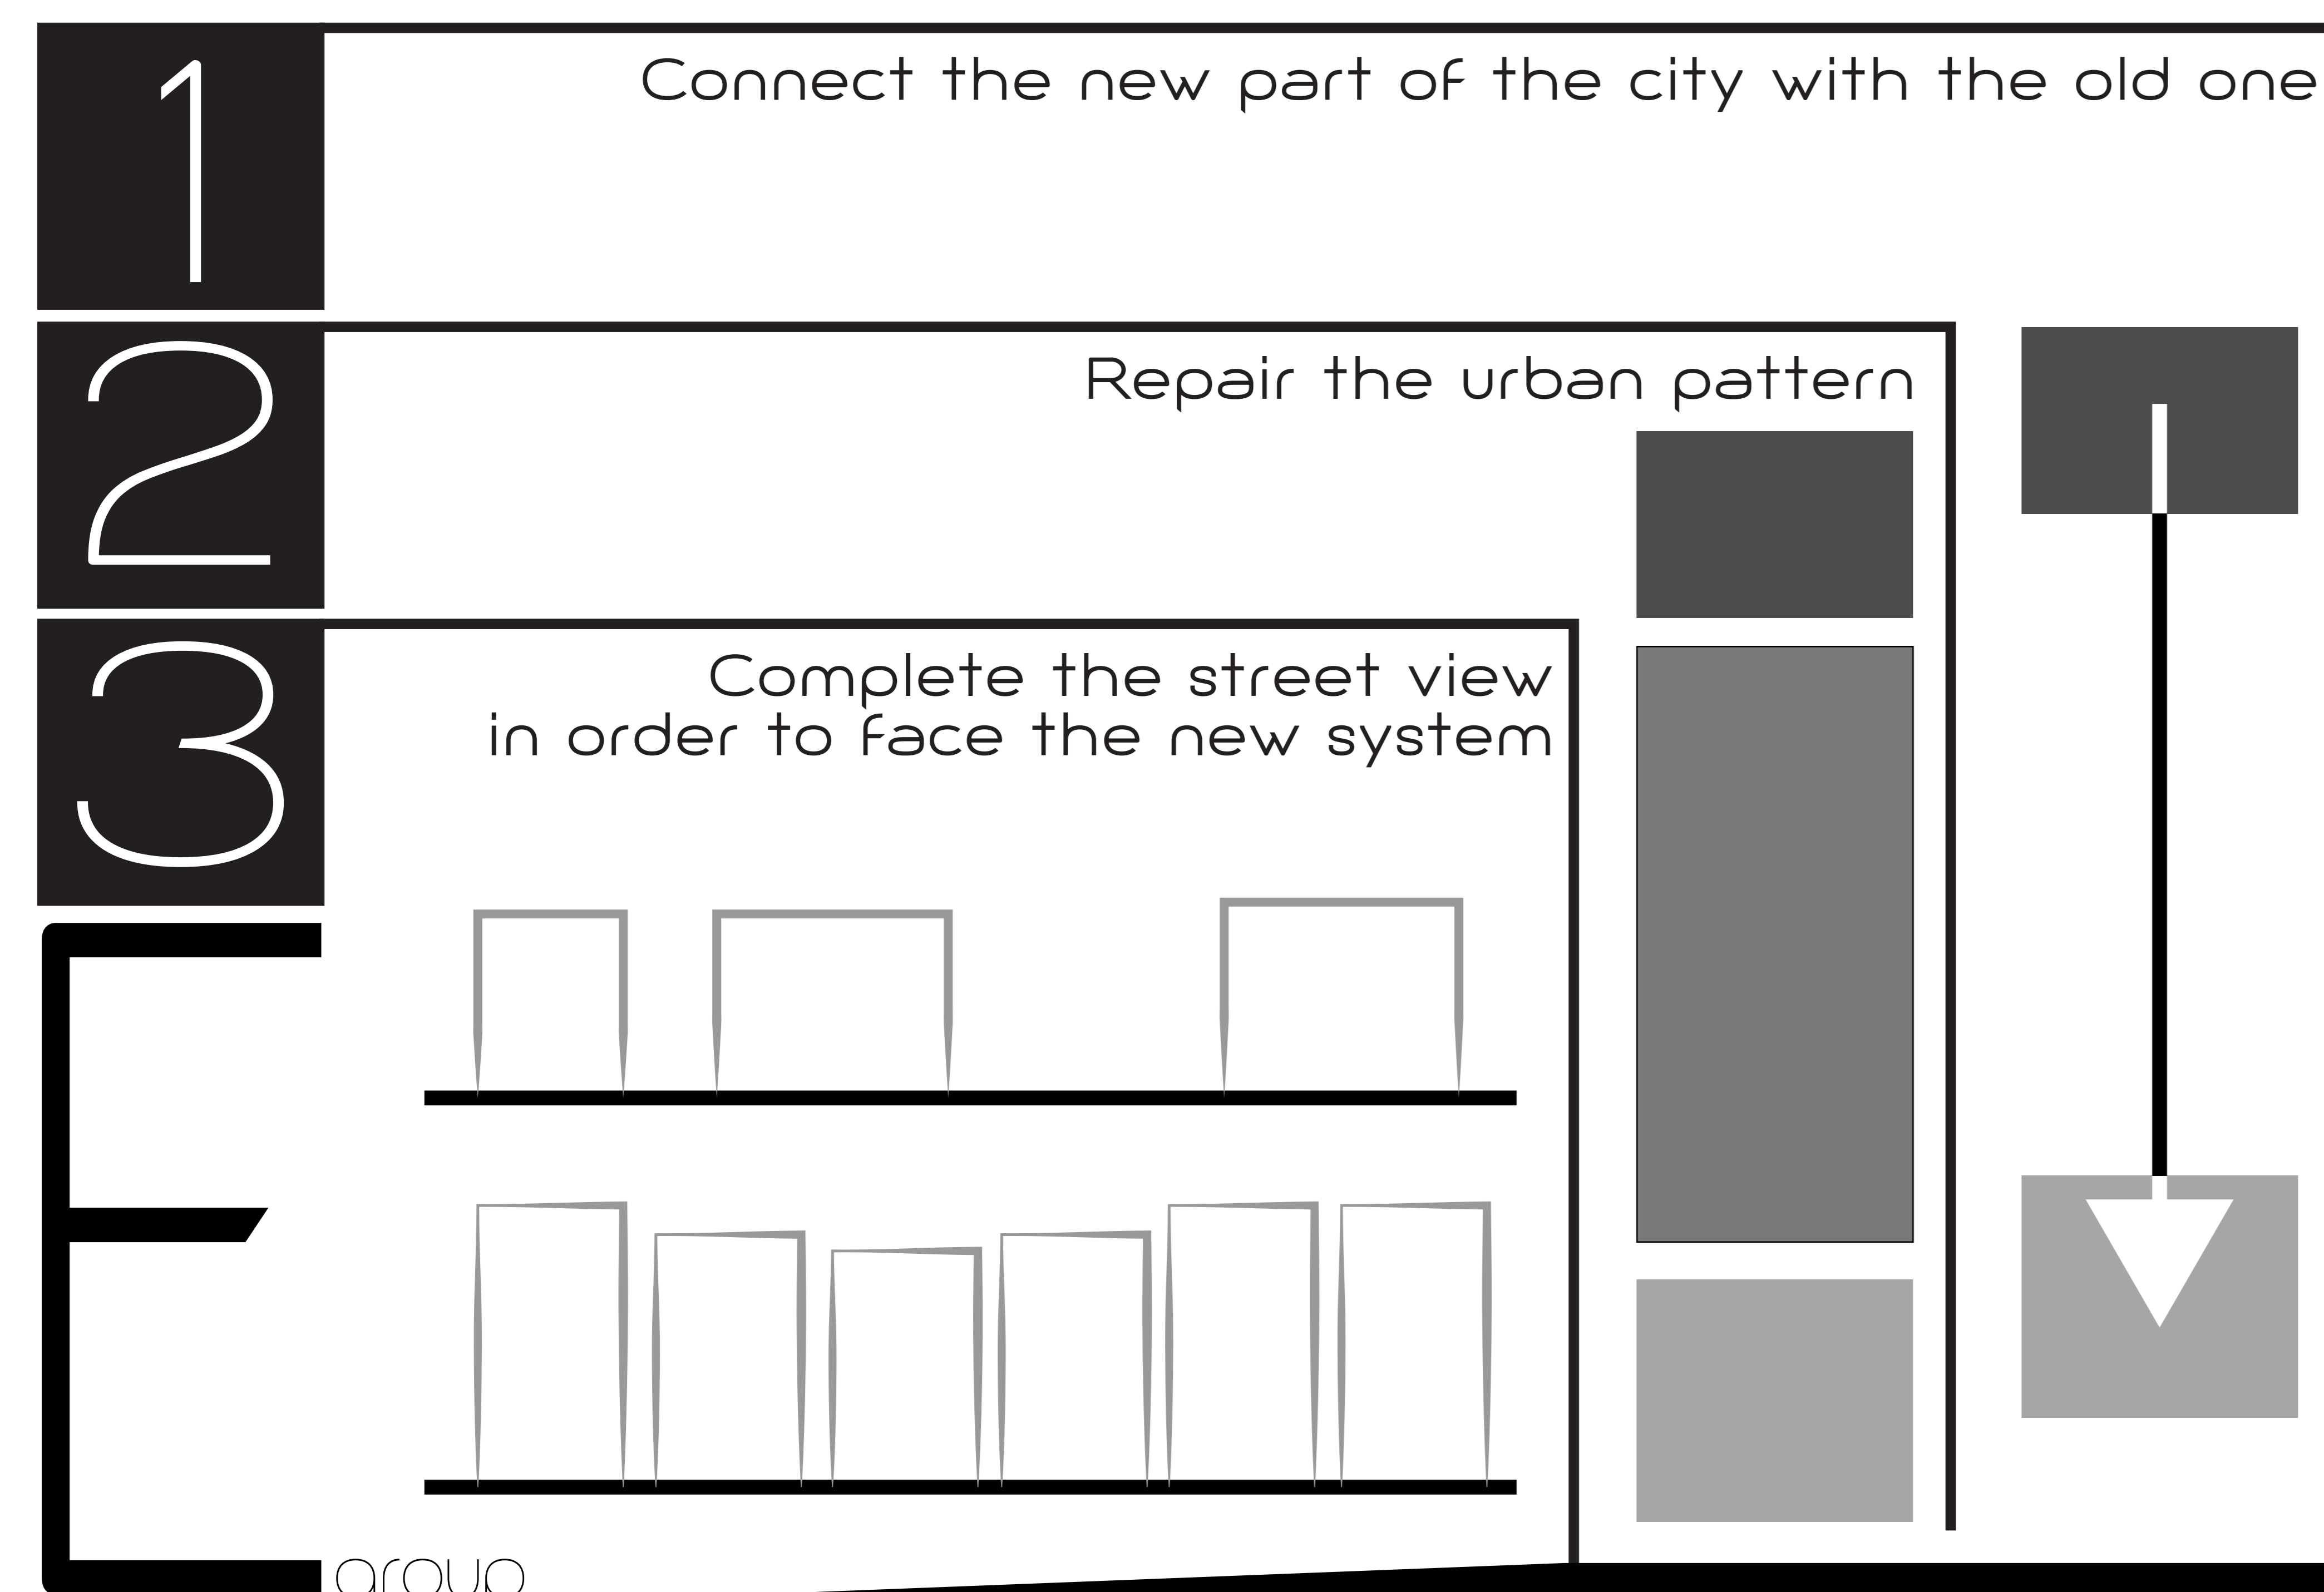 1
Connect the new part of the city with the old one
2
Repair the urban pattern
3
Complete the street view
in order to face the new system
E
group